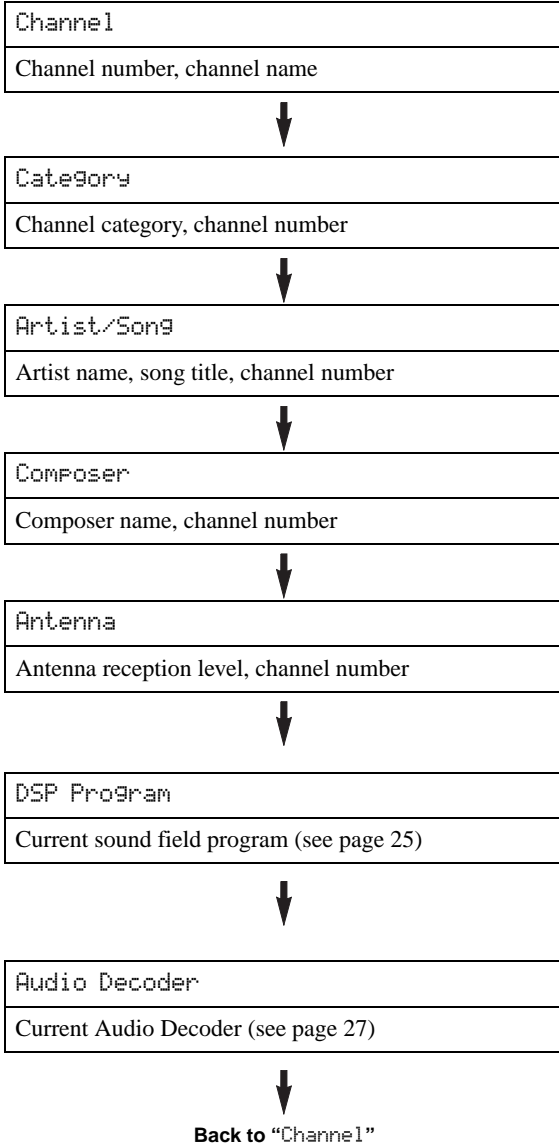 Channel
Channel number, channel name
Category
Channel category, channel number
Artist/Song
Artist name, song title, channel number
Composer
Composer name, channel number
Antenna
Antenna reception level, channel number
DSP Program
Current sound field program (see page 25)
Audio Decoder
Current Audio Decoder (see page 27)
Back to “Channel”